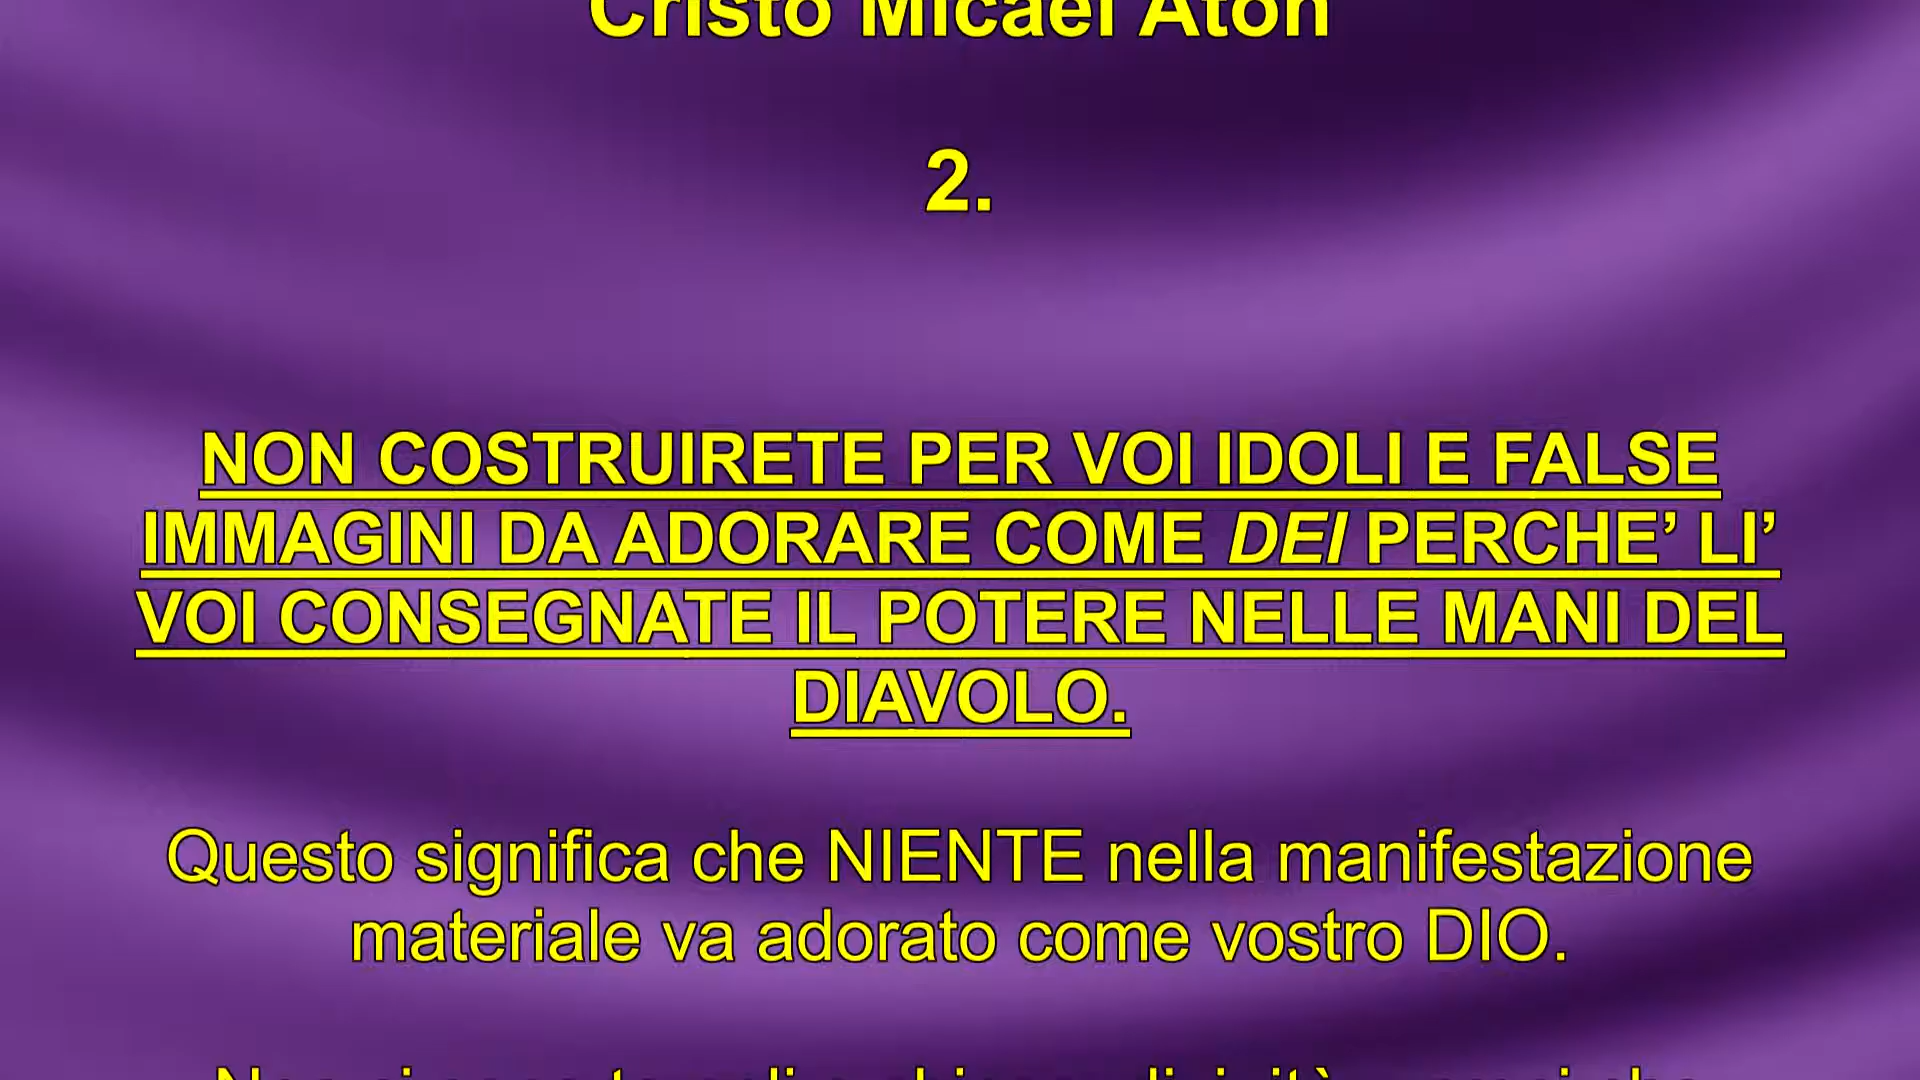 Cristo Micael Aton
2.
NON COSTRUIRETE PER VOI IDOLI E FALSE
IMMAGINI DA ADORARE COME DEI PERCHE’ LI’
VOI CONSEGNATE IL POTERE NELLE MANI DEL
DIAVOLO.
Questo significa che NIENTE nella manifestazione
materiale va adorato come vostro DIO.